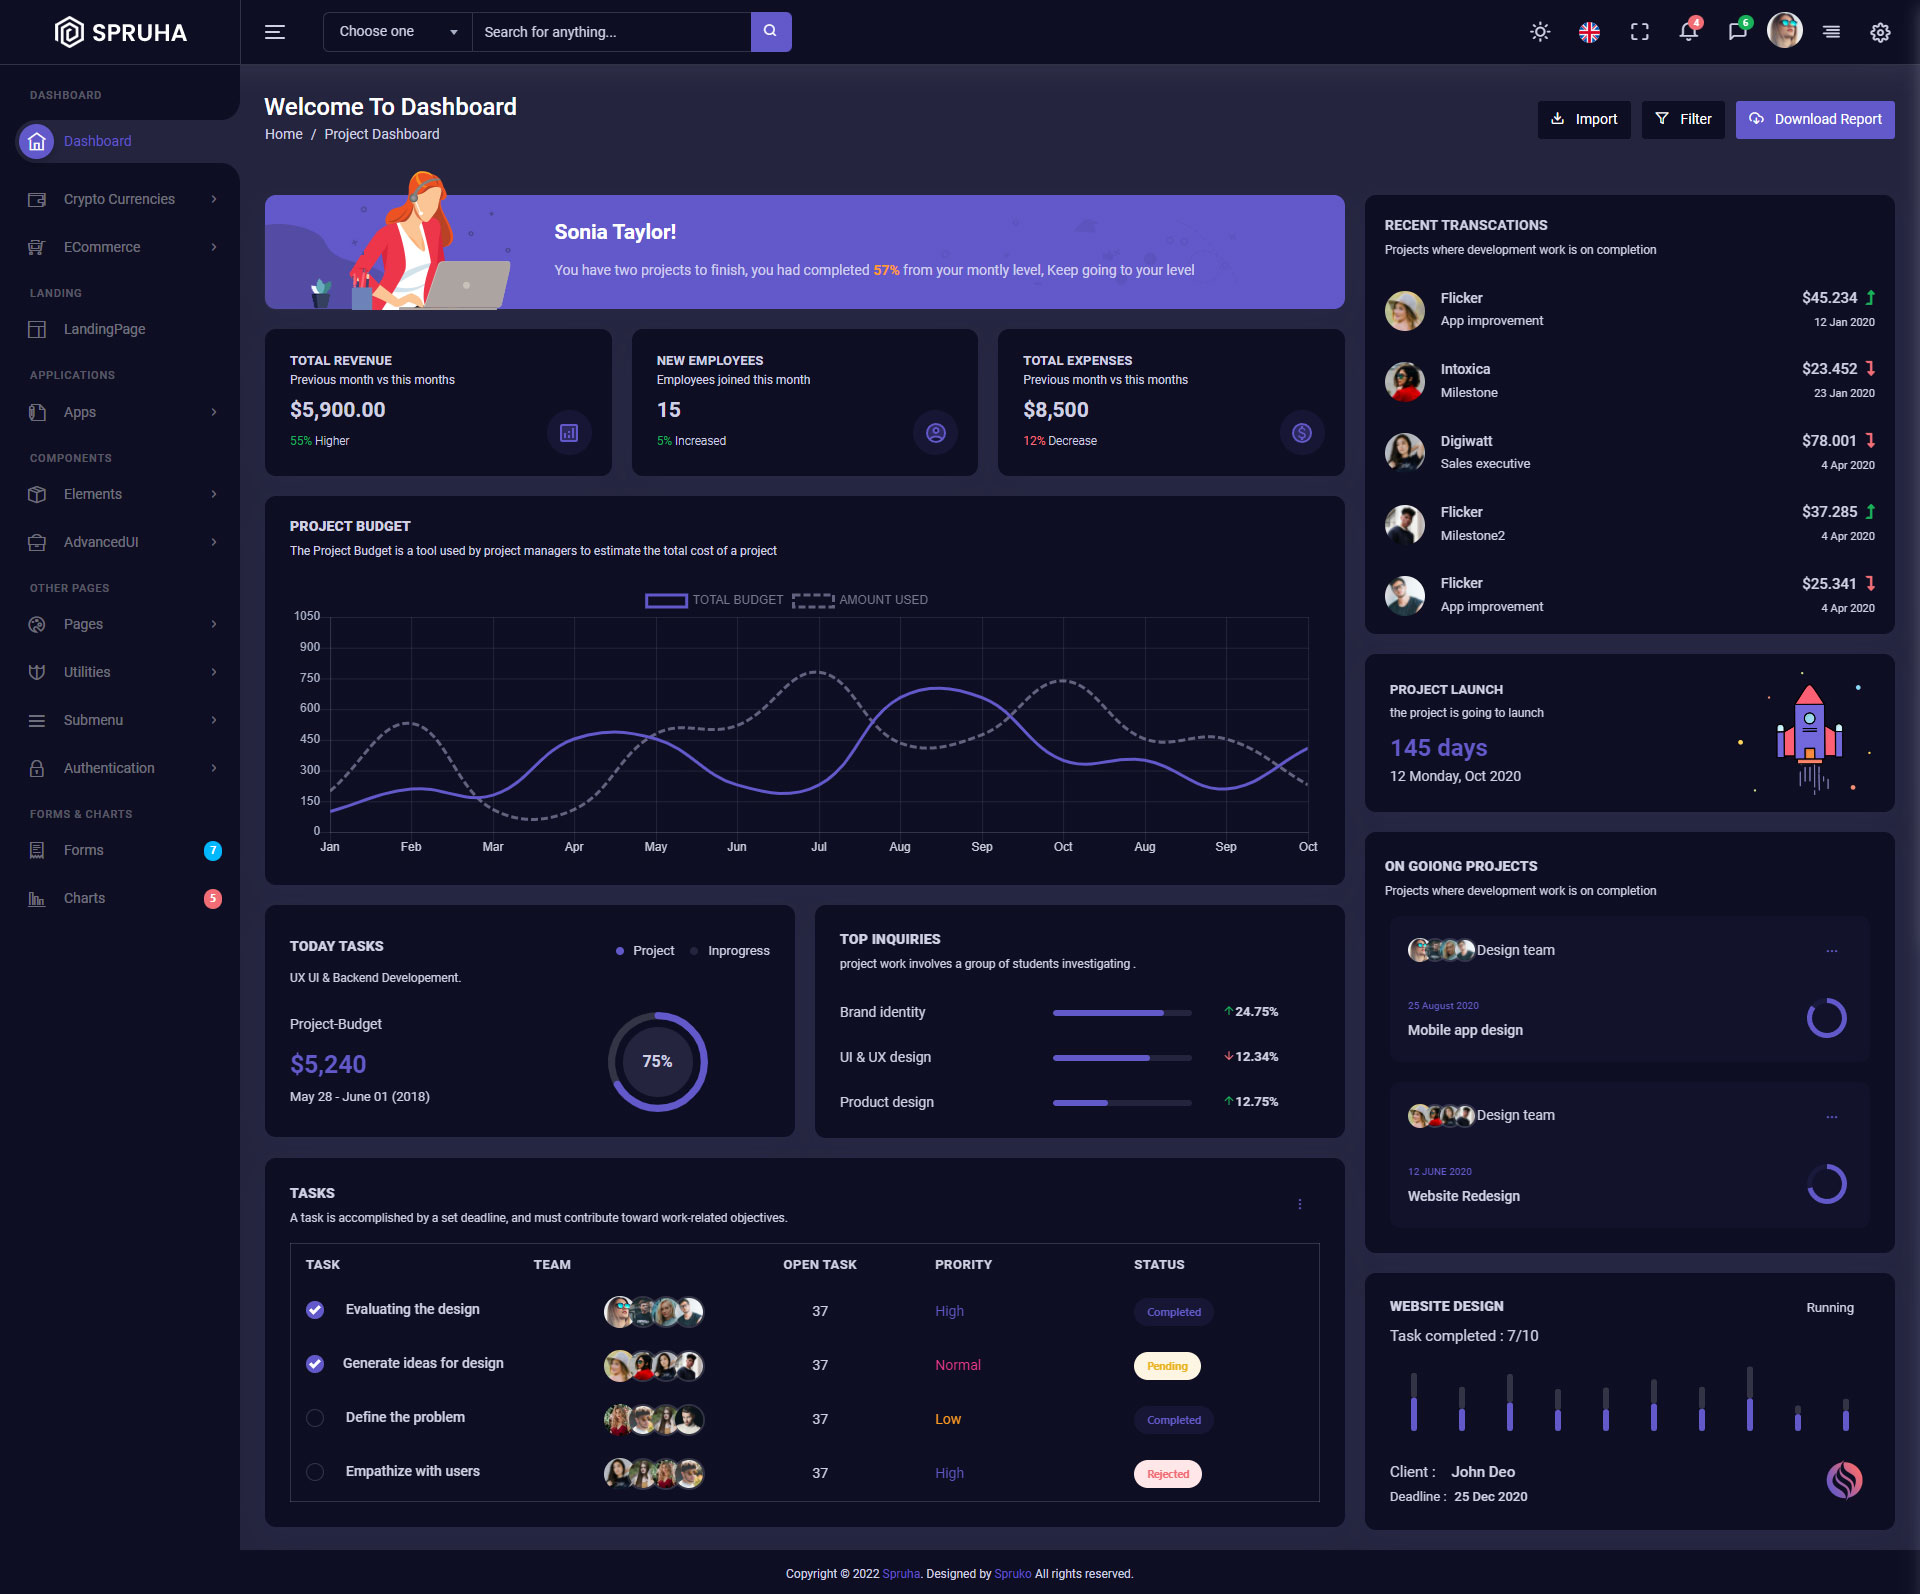 SPRUHA
Choose one
Search for anything...
4
6
DASHBOARD
Dashboard
Crypto Currencies
ECommerce
LANDING
LandingPage
APPLICATIONS
Apps
COMPONENTS
Elements
AdvancedUI
OTHER PAGES
Pages
Utilities
Submenu
Authentication
FORMS & CHARTS
Forms
7
Charts
5
Welcome To Dashboard
Home / Project Dashboard
Import
Filter
Download Report
Sonia Taylor!
You have two projects to finish, you had completed 57% from your montly level, Keep going to your level
TOTAL REVENUE
Previous month vs this months
$5,900.00
55% Higher
NEW EMPLOYEES
Employees joined this month
15
5% Increased
TOTAL EXPENSES
Previous month vs this months
$8,500
12% Decrease
PROJECT BUDGET
The Project Budget is a tool used by project managers to estimate the total cost of a project
TOTAL BUDGET
AMOUNT USED
1050
900
750
600
450
300
150
0
Jan Feb Mar Apr May Jun Jul Aug Sep Oct Aug Sep Oct
TODAY TASKS
Project
Inprogress
UX UI & Backend Developement.
Project-Budget
$5,240
May 28 - June 01 (2018)
75%
TOP INQUIRIES
project work involves a group of students investigating .
Brand identity
24.75%
UI & UX design
12.34%
Product design
12.75%
TASKS
A task is accomplished by a set deadline, and must contribute toward work-related objectives.
TASK TEAM OPEN TASK PRORITY STATUS
Evaluating the design 37 High Completed
Generate ideas for design 37 Normal Pending
Define the problem 37 Low Completed
Empathize with users 37 High Rejected
RECENT TRANSCATIONS
Projects where development work is on completion
Flicker $45.234
App improvement 12 Jan 2020
Intoxica $23.452
Milestone 23 Jan 2020
Digiwatt $78.001
Sales executive 4 Apr 2020
Flicker $37.285
Milestone2 4 Apr 2020
Flicker $25.341
App improvement 4 Apr 2020
PROJECT LAUNCH
the project is going to launch
145 days
12 Monday, Oct 2020
ON GOIONG PROJECTS
Projects where development work is on completion
Design team
25 August 2020
Mobile app design
Design team
12 JUNE 2020
Website Redesign
WEBSITE DESIGN
Running
Task completed : 7/10
Client : John Deo
Deadline : 25 Dec 2020
Copyright © 2022 Spruha. Designed by Spruko All rights reserved.